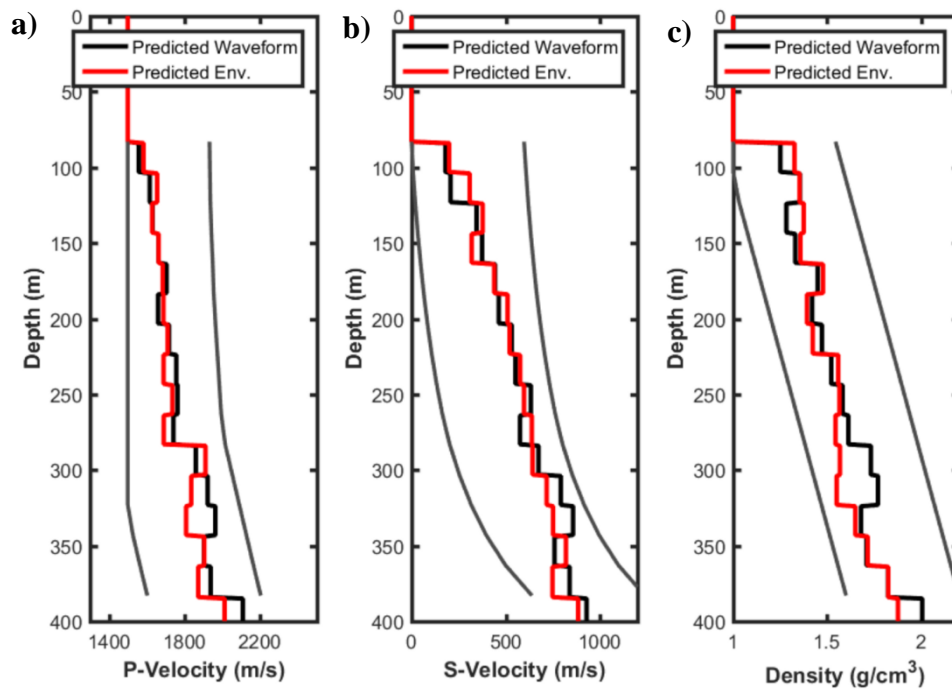 a)
0
Predicted Waveform
Predicted Env.
50
100
150
200
250
300
350
400
Depth (m)
1400 1800 2200
P-Velocity (m/s)
b)
0
Predicted Waveform
Predicted Env.
50
100
150
200
250
300
350
400
Depth (m)
0 500 1000
S-Velocity (m/s)
c)
0
Predicted Waveform
Predicted Env.
50
100
150
200
250
300
350
400
Depth (m)
1 1.5 2
Density (g/cm³)